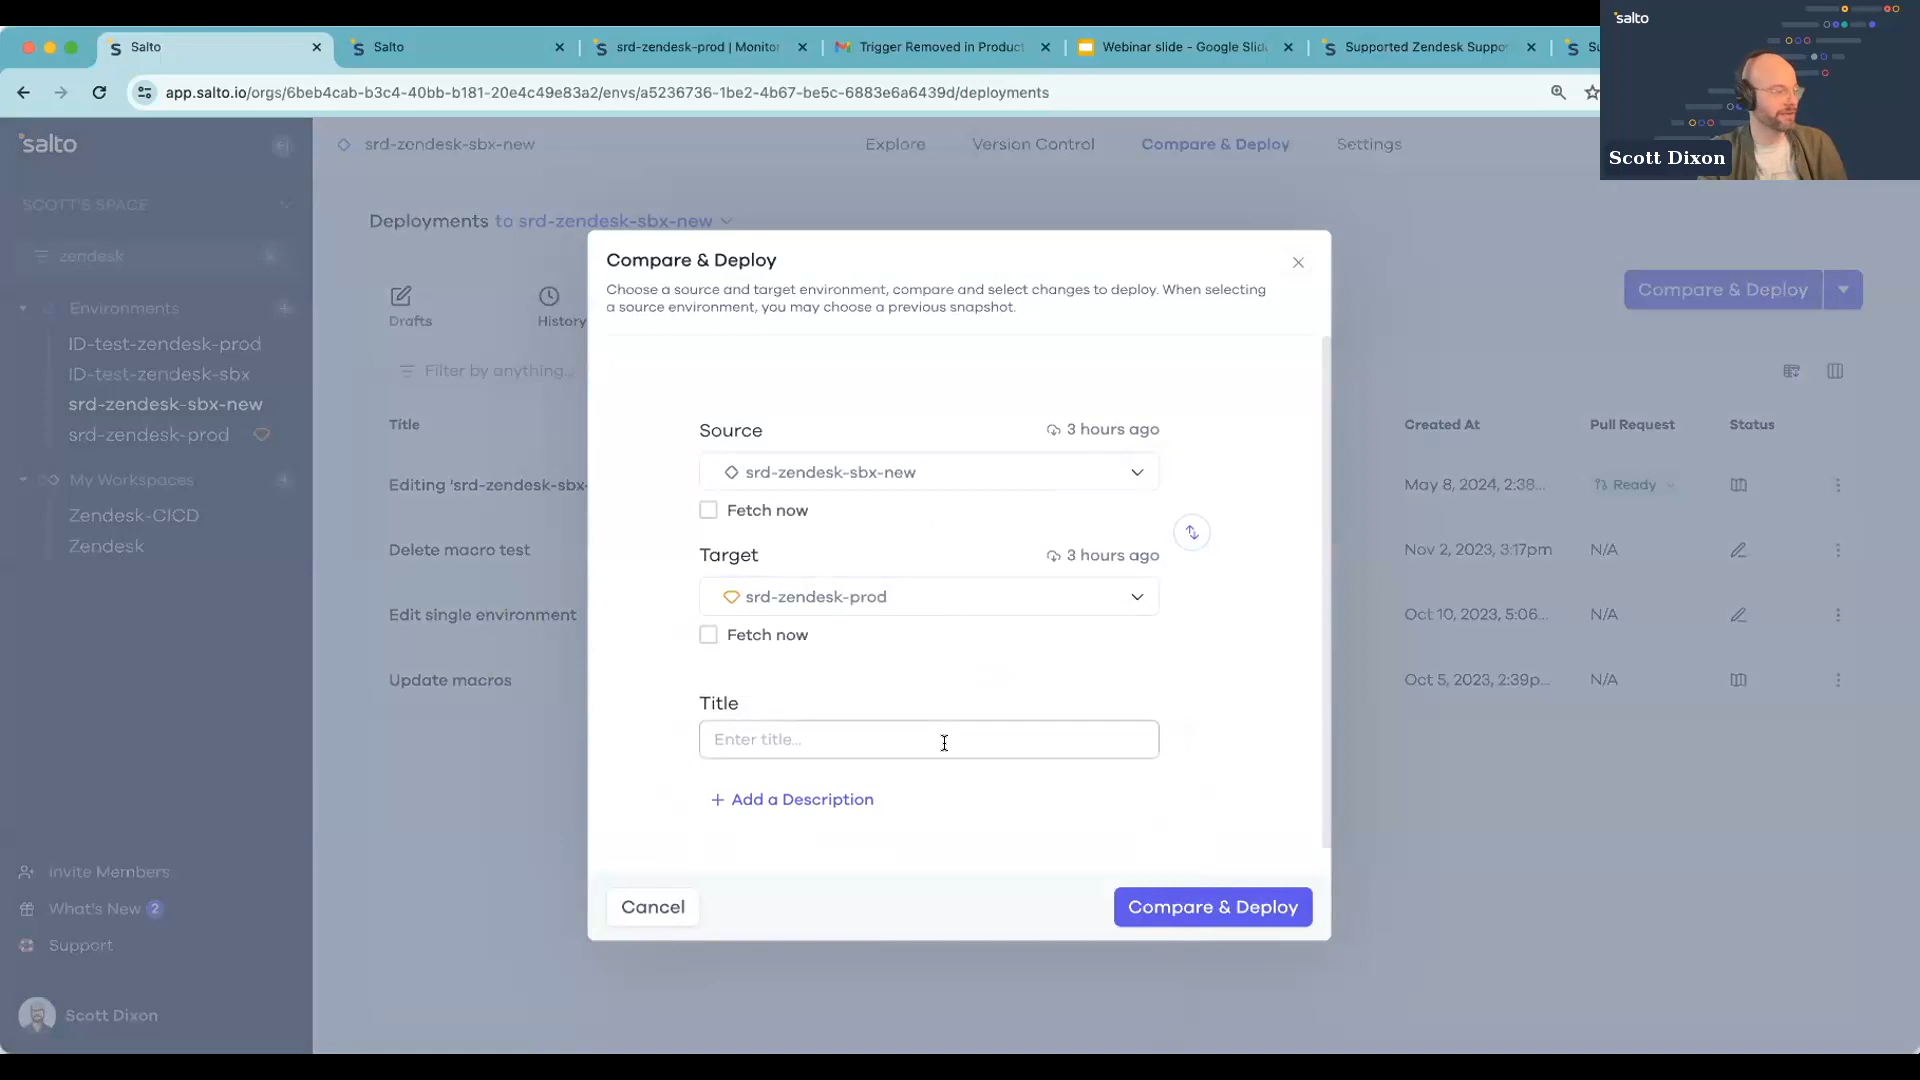 Salto
Salto
srd-zendesk-prod | Monitor
Trigger Removed in Product
Webinar slide - Google Slid
Supported Zendesk Suppor
Su
salto
Scott Dixon
app.salto.io/orgs/6beb4cab-b3c4-40bb-b181-20e4c49e83a2/envs/a5236736-1be2-4b67-be5c-6883e6a6439d/deployments
salto
srd-zendesk-sbx-new
Explore
Version Control
Compare & Deploy
Settings
SCOTT'S SPACE
zendesk
Environments
ID-test-zendesk-prod
ID-test-zendesk-sbx
srd-zendesk-sbx-new
srd-zendesk-prod
My Workspaces
Zendesk-CICD
Zendesk
Invite Members
What's New 2
Support
Scott Dixon
Deployments to srd-zendesk-sbx-new
Drafts
History
Compare & Deploy
Filter by anything...
Title
Created At
Pull Request
Status
Editing 'srd-zendesk-sbx-
May 8, 2024, 2:38...
Ready
Delete macro test
Nov 2, 2023, 3:17pm
N/A
Edit single environment
Oct 10, 2023, 5:06...
N/A
Update macros
Oct 5, 2023, 2:39p...
N/A
Compare & Deploy
Choose a source and target environment, compare and select changes to deploy. When selecting
a source environment, you may choose a previous snapshot.
Source
3 hours ago
srd-zendesk-sbx-new
Fetch now
Target
3 hours ago
srd-zendesk-prod
Fetch now
Title
Enter title...
+ Add a Description
Cancel
Compare & Deploy